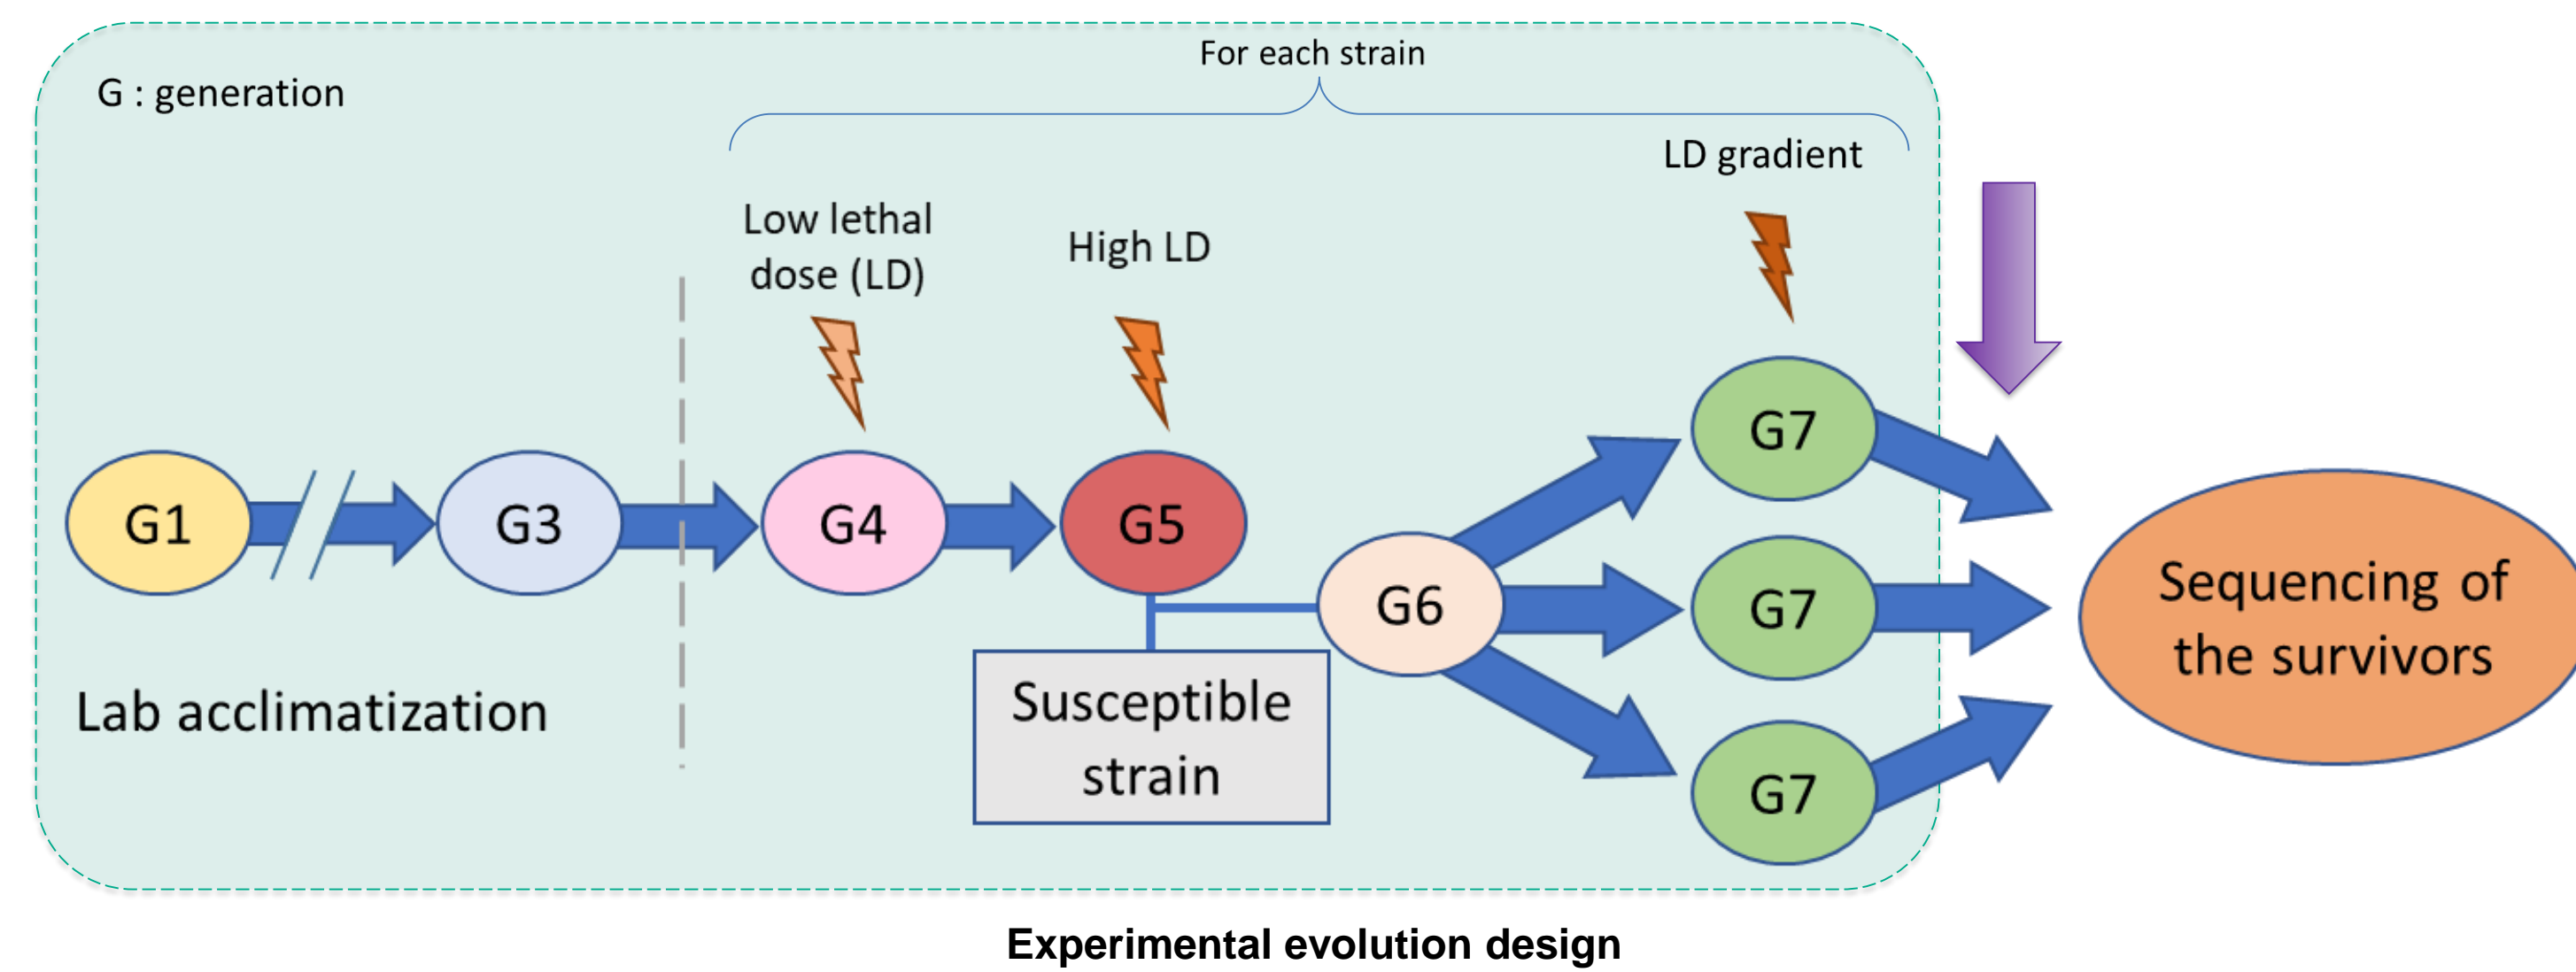 For each strain
G : generation
LD gradient
Low lethal
dose (LD)
High LD
G1
G3
G4
G5
G6
G7
G7
G7
Sequencing of
the survivors
Lab acclimatization
Susceptible
strain
Experimental evolution design